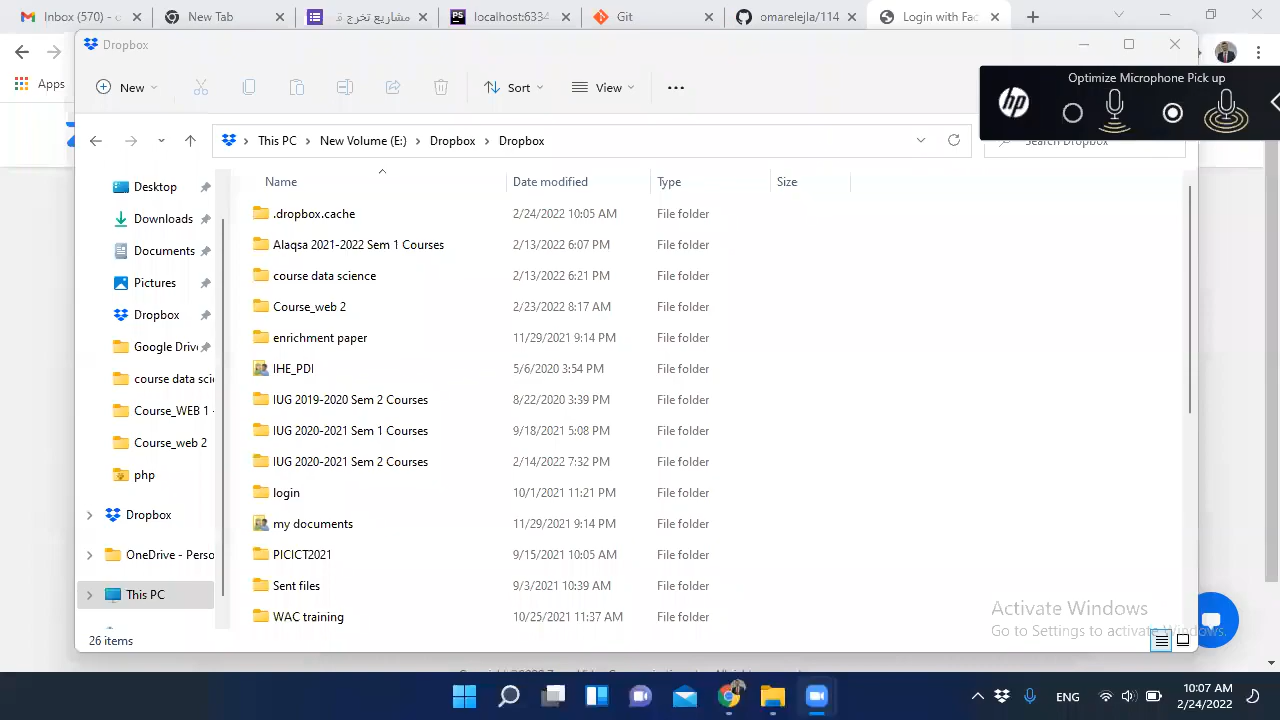 Inbox (570) - o
New Tab
مشاريع تخرج ق
localhost:6334
Git
omarelejla/114
Login with Fac
Apps
Dropbox
New
Sort
View
Optimize Microphone Pick up
hp
This PC
New Volume (E:)
Dropbox
Dropbox
Search Dropbox
Name
Date modified
Type
Size
Desktop
Downloads
Documents
Pictures
Dropbox
Google Driv
course data scie
Course_WEB 1 -
Course_web 2
php
Dropbox
OneDrive - Perso
This PC
.dropbox.cache 2/24/2022 10:05 AM File folder
Alaqsa 2021-2022 Sem 1 Courses 2/13/2022 6:07 PM File folder
course data science 2/13/2022 6:21 PM File folder
Course_web 2 2/23/2022 8:17 AM File folder
enrichment paper 11/29/2021 9:14 PM File folder
IHE_PDI 5/6/2020 3:54 PM File folder
IUG 2019-2020 Sem 2 Courses 8/22/2020 3:39 PM File folder
IUG 2020-2021 Sem 1 Courses 9/18/2021 5:08 PM File folder
IUG 2020-2021 Sem 2 Courses 2/14/2022 7:32 PM File folder
login 10/1/2021 11:21 PM File folder
my documents 11/29/2021 9:14 PM File folder
PICICT2021 9/15/2021 10:05 AM File folder
Sent files 9/3/2021 10:39 AM File folder
WAC training 10/25/2021 11:37 AM File folder
26 items
Activate Windows
Go to Settings to activate Windows.
ENG
10:07 AM
2/24/2022